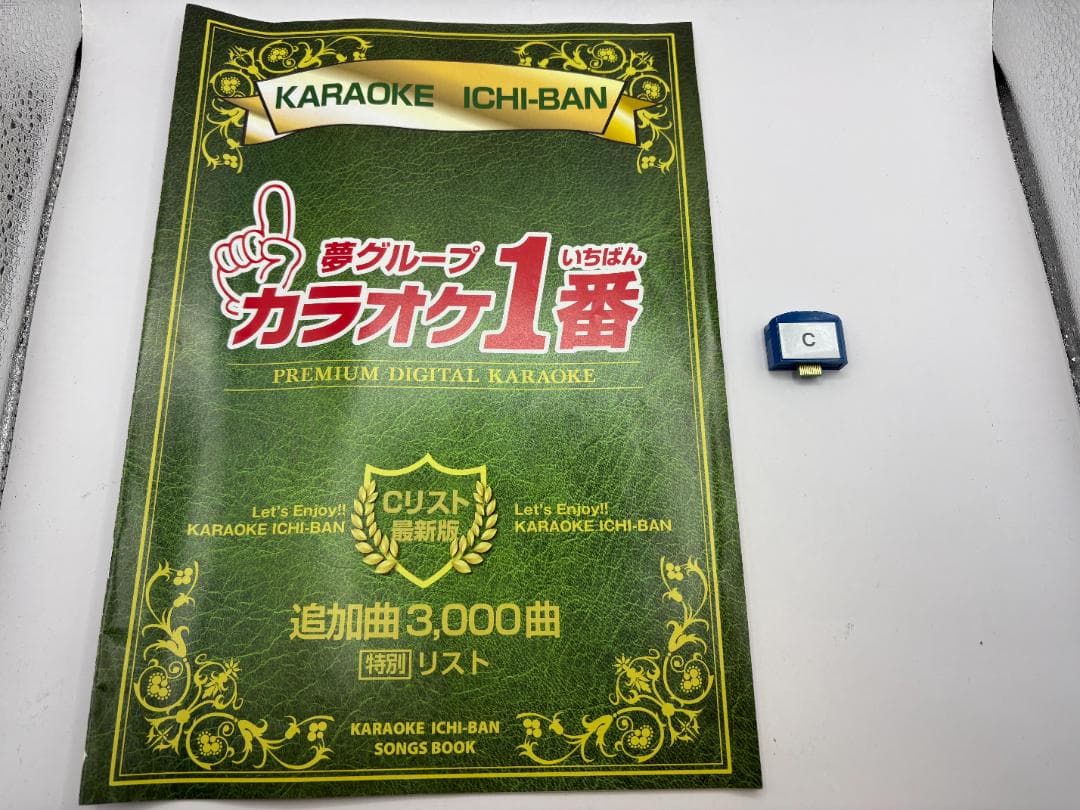 KARAOKE ICHI-BAN
夢グループ
いちばん
カラオケ1番
PREMIUM DIGITAL KARAOKE
Let's Enjoy!!
KARAOKE ICHI-BAN
Cリスト
最新版
Let's Enjoy!!
KARAOKE ICHI-BAN
追加曲3,000曲
特別リスト
KARAOKE ICHI-BAN
SONGS BOOK
C